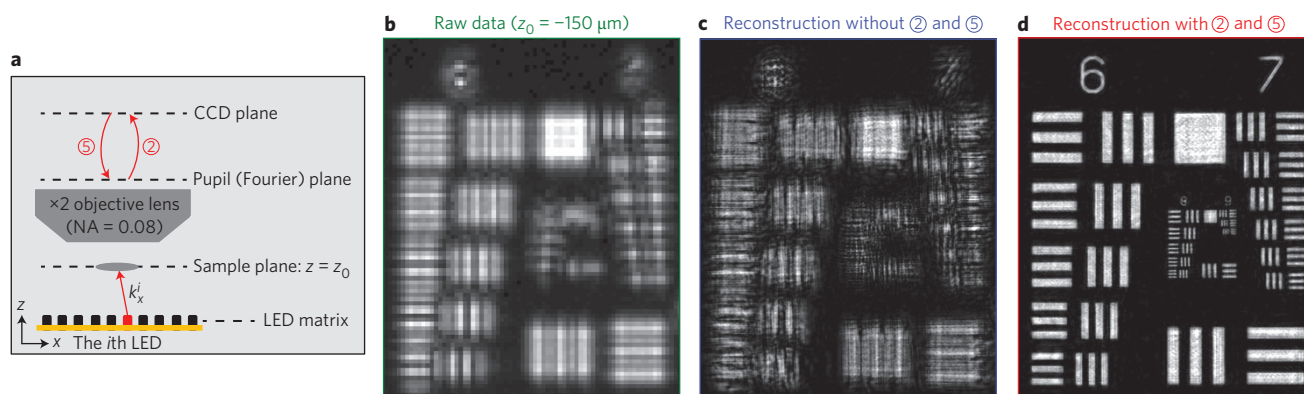 a
CCD plane
⑤ ②
Pupil (Fourier) plane
×2 objective lens
(NA = 0.08)
Sample plane: z = z₀
kₓⁱ
z
LED matrix
x The ith LED
b Raw data (z₀ = −150 μm)
c Reconstruction without ② and ⑤
d Reconstruction with ② and ⑤
6 7